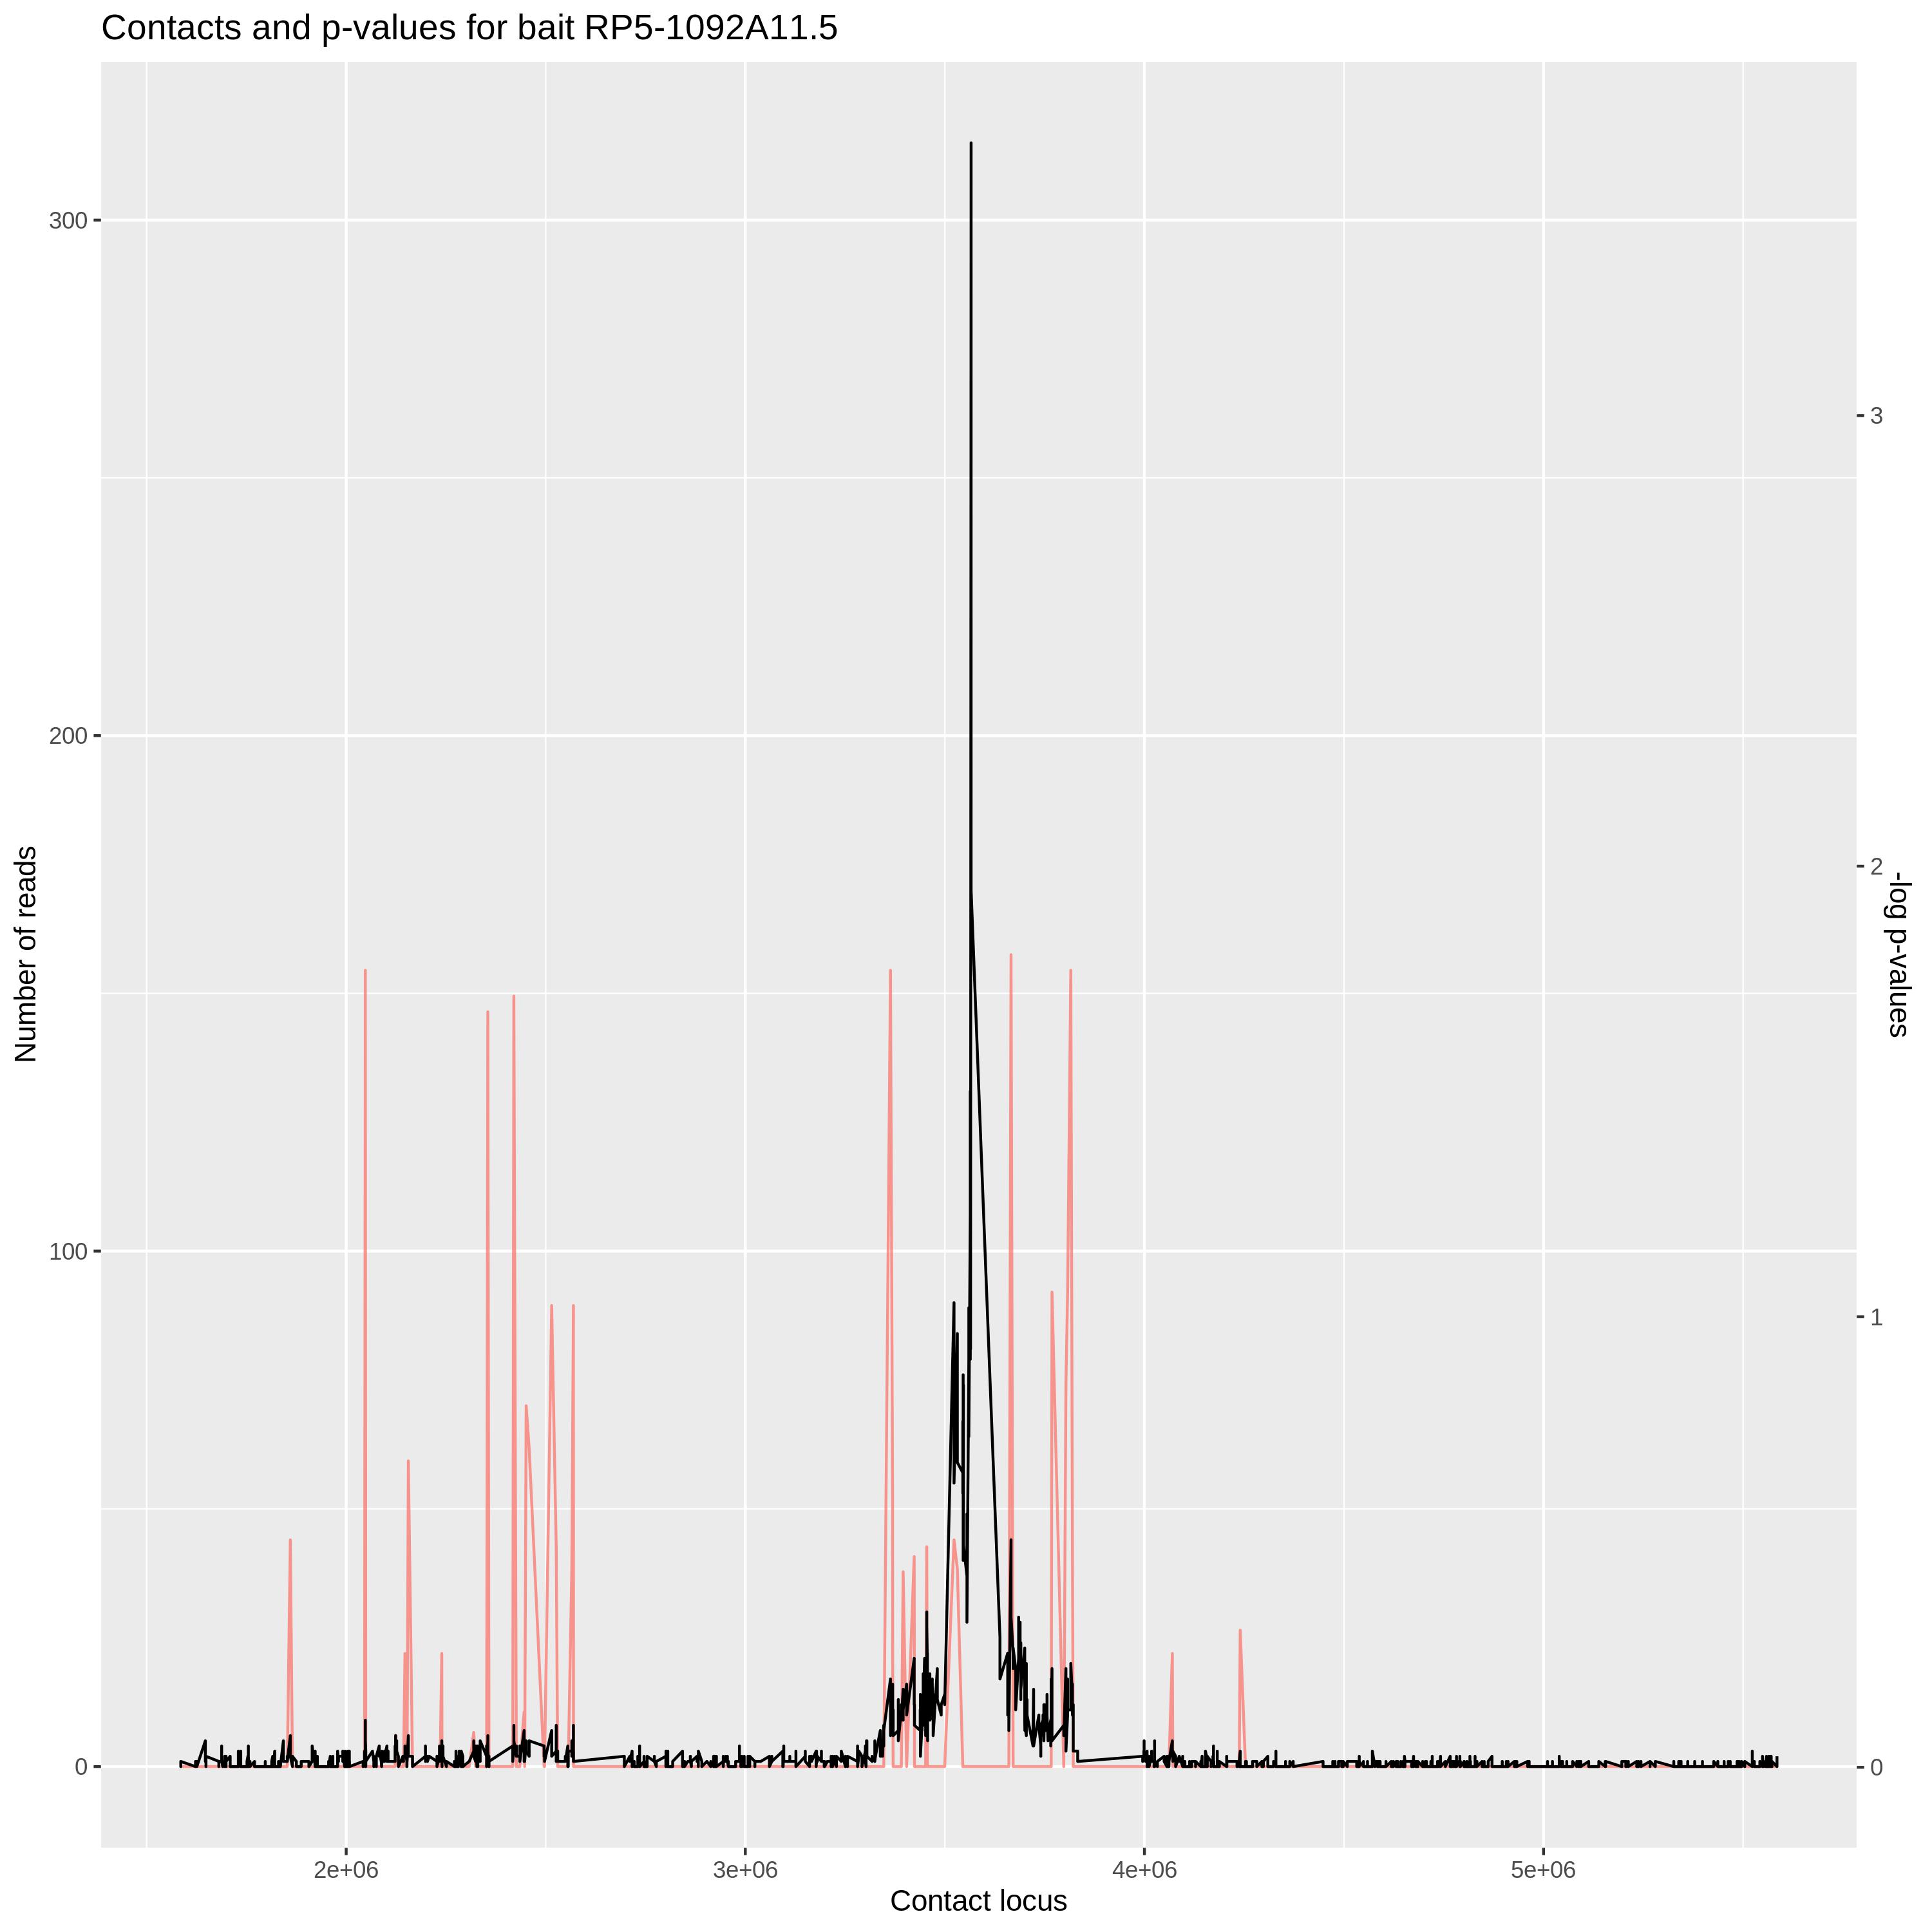 Contacts and p-values for bait RP5-1092A11.5
Number of reads
300
200
100
0
3
2
1
0
-log p-values
2e+06
3e+06
4e+06
5e+06
Contact locus